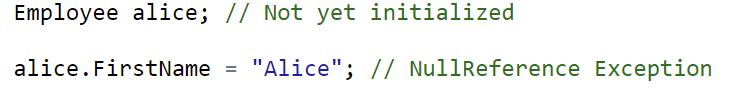 Employee alice; // Not yet initialized
alice.FirstName = "Alice"; // NullReference Exception